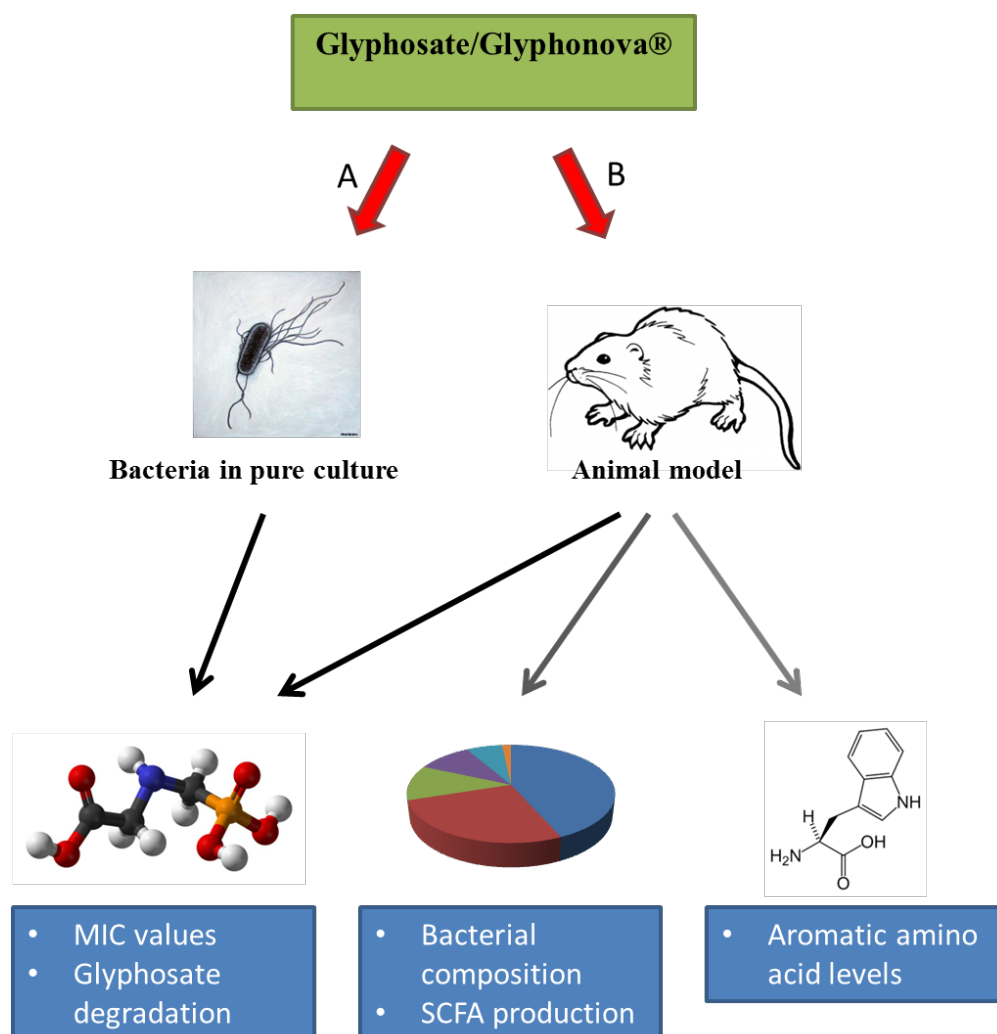 Glyphosate/Glyphonova®
A
B
Bacteria in pure culture
Animal model
H
H₂N
O
OH
NH
• MIC values
• Glyphosate
degradation
• Bacterial
composition
• SCFA production
• Aromatic amino
acid levels